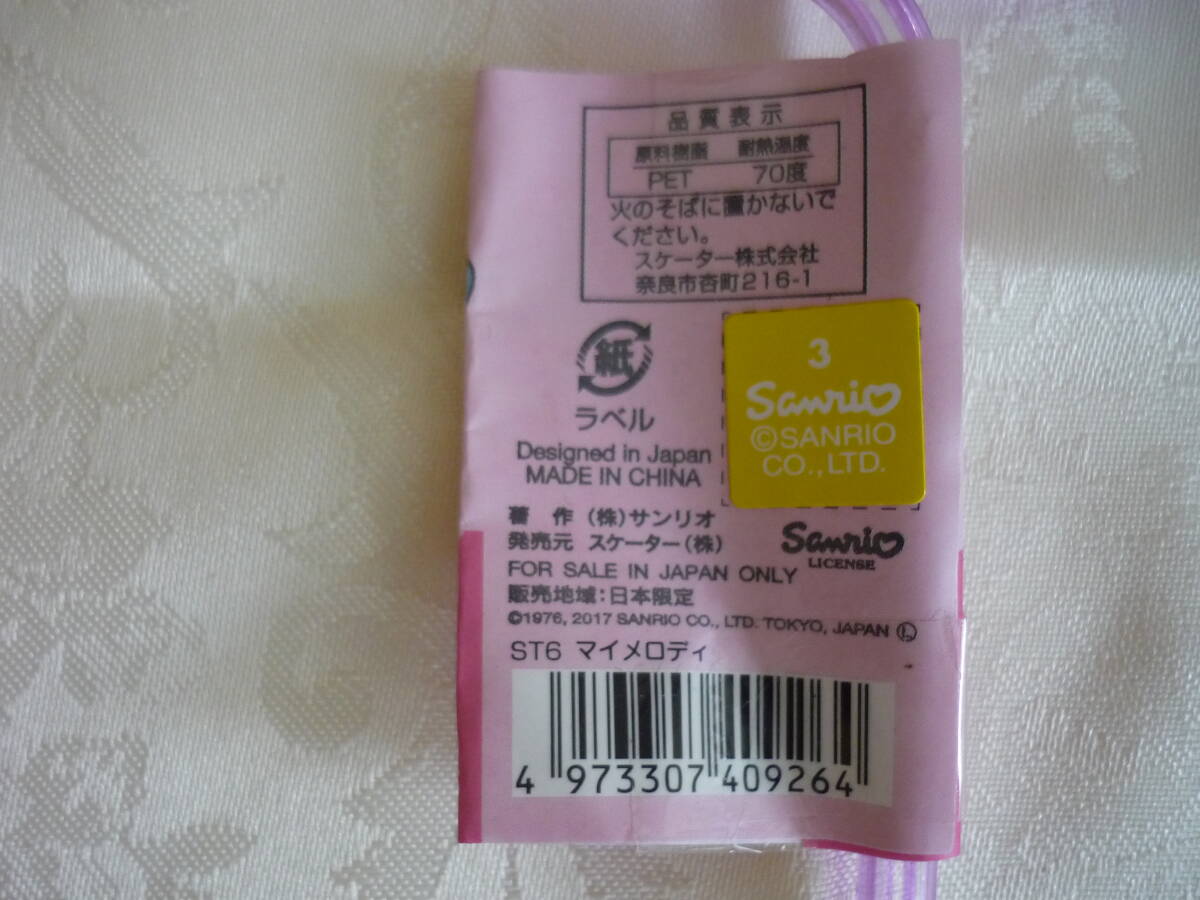 品質表示
原料樹脂 耐熱温度
PET 70度
火のそばに置かないで
ください。
スケーター株式会社
奈良市杏町216-1
紙
ラベル
3
Sanrio
©SANRIO
CO., LTD.
Designed in Japan
MADE IN CHINA
著 作 (株)サンリオ
発売元 スケーター(株)
Sanrio
LICENSE
FOR SALE IN JAPAN ONLY
販売地域:日本限定
©1976, 2017 SANRIO CO., LTD. TOKYO, JAPAN Ⓛ
ST6 マイメロディ
4 973307 409264